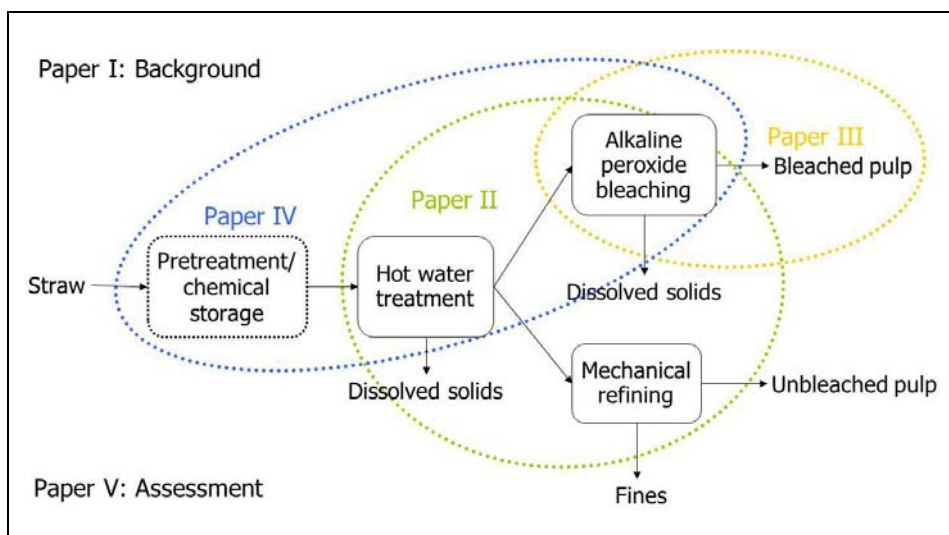 Paper I: Background
Alkaline
peroxide
bleaching
Paper III
Bleached pulp
Paper IV
Paper II
Straw
Pretreatment/
chemical
storage
Hot water
treatment
Dissolved solids
Dissolved solids
Mechanical
refining
Unbleached pulp
Paper V: Assessment
Fines